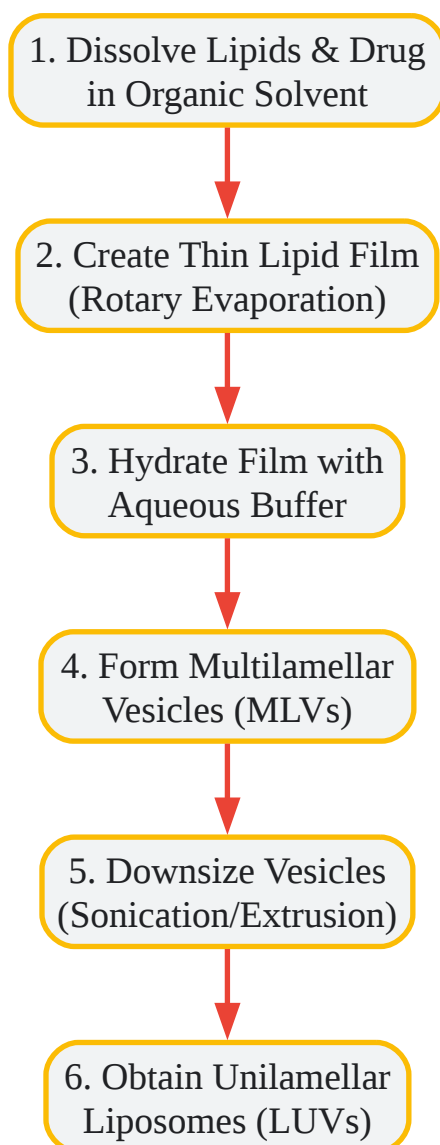 1. Dissolve Lipids & Drug
in Organic Solvent
2. Create Thin Lipid Film
(Rotary Evaporation)
3. Hydrate Film with
Aqueous Buffer
4. Form Multilamellar
Vesicles (MLVs)
5. Downsize Vesicles
(Sonication/Extrusion)
6. Obtain Unilamellar
Liposomes (LUVs)